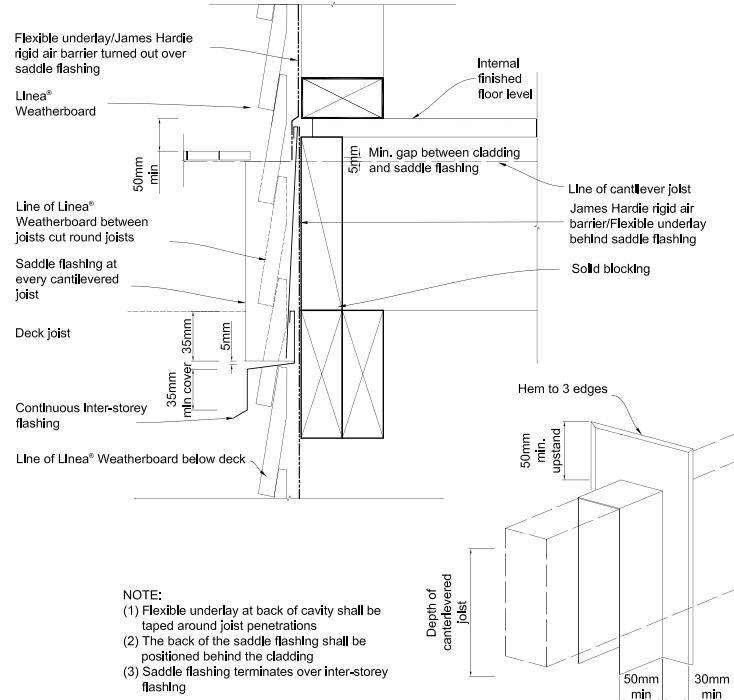 Flexible underlay/James Hardie
rigid air barrier turned out over
saddle flashing
Linea®
Weatherboard
50mm
min
Line of Linea®
Weatherboard between
joists cut round joists
Saddle flashing at
every cantilevered
joist
Deck joist
35mm
5mm
35mm
min cover
Continuous inter-storey
flashing
Line of Linea® Weatherboard below deck
Internal
finished
floor level
5mm
Min. gap between cladding
and saddle flashing
Line of cantilever joist
James Hardie rigid air
barrier/Flexible underlay
behind saddle flashing
Solid blocking
Hem to 3 edges
50mm
min.
upstand
Depth of
canterlevered
joist
50mm
min
30mm
min
NOTE:
(1) Flexible underlay at back of cavity shall be
taped around joist penetrations
(2) The back of the saddle flashing shall be
positioned behind the cladding
(3) Saddle flashing terminates over inter-storey
flashing